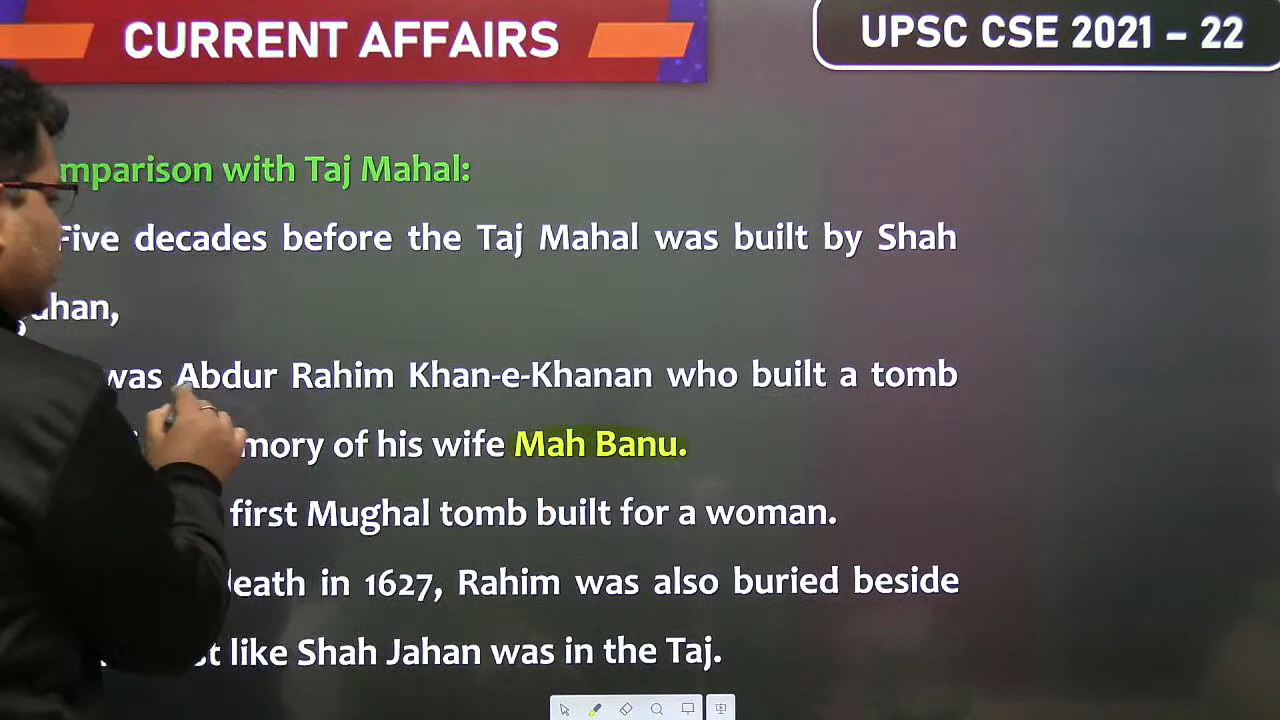 CURRENT AFFAIRS
UPSC CSE 2021 – 22
mparison with Taj Mahal:
Five decades before the Taj Mahal was built by Shah
ahan,
was Abdur Rahim Khan-e-Khanan who built a tomb
mory of his wife Mah Banu.
first Mughal tomb built for a woman.
death in 1627, Rahim was also buried beside
like Shah Jahan was in the Taj.